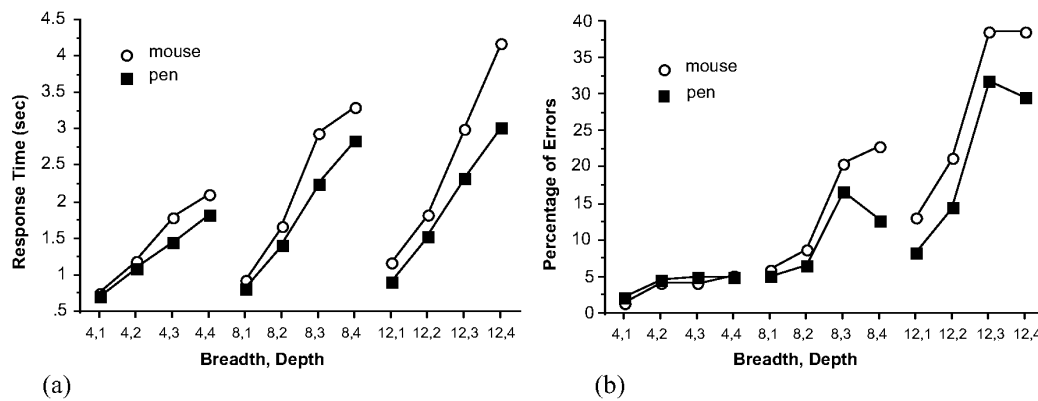 4.5
4
3.5
3
2.5
2
1.5
1
.5
Response Time (sec)
mouse
pen
4,1 4,2 4,3 4,4 8,1 8,2 8,3 8,4 12,1 12,2 12,3 12,4
Breadth, Depth
(a)
40
35
30
25
20
15
10
5
0
Percentage of Errors
mouse
pen
4,1 4,2 4,3 4,4 8,1 8,2 8,3 8,4 12,1 12,2 12,3 12,4
Breadth, Depth
(b)